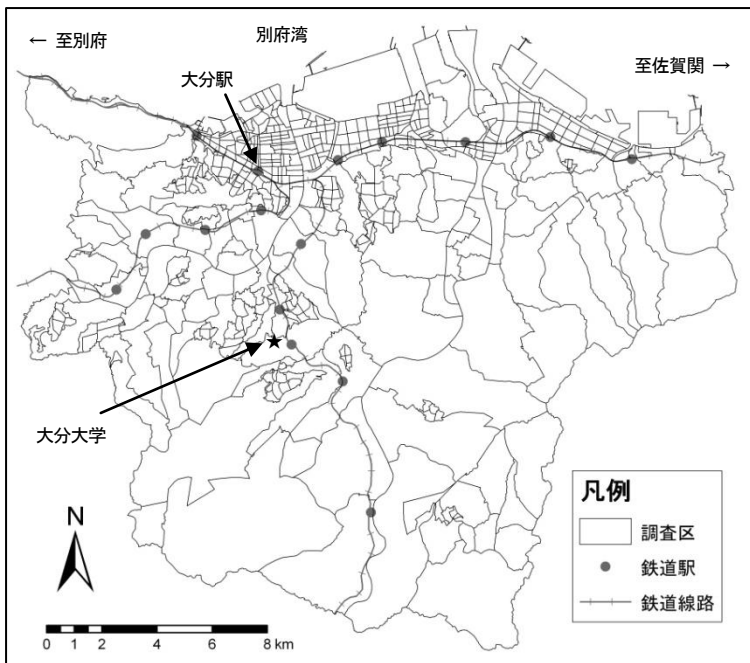 ← 至別府
別府湾
至佐賀関 →
大分駅
大分大学
凡例
調査区
鉄道駅
鉄道線路
N
0 1 2 4 6 8 km